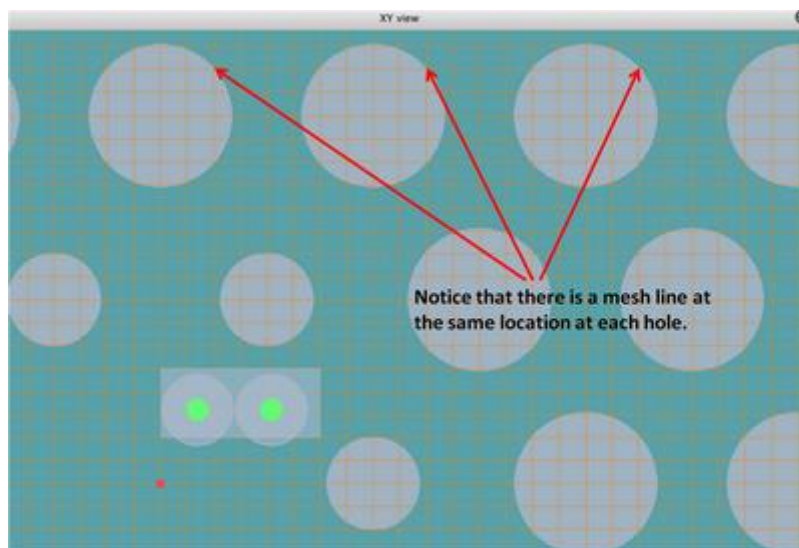 XY view
Notice that there is a mesh line at
the same location at each hole.